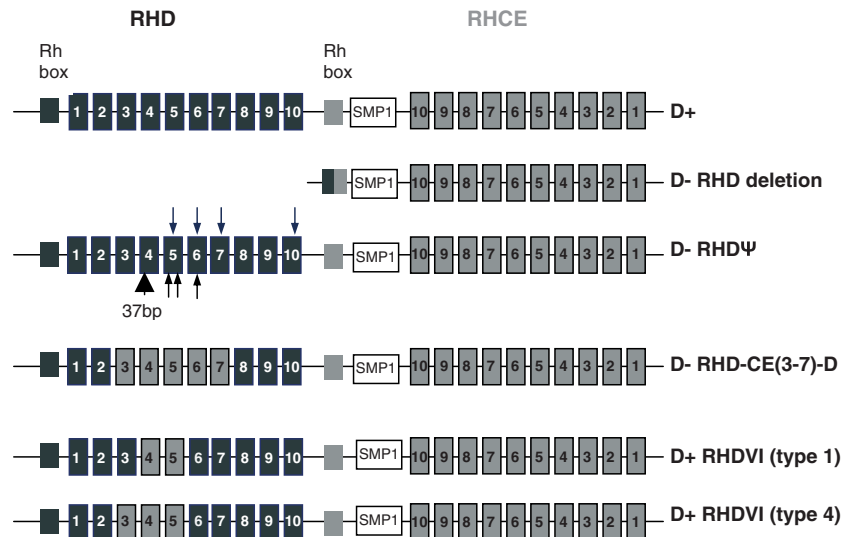 RHD RHCE
Rh Rh
box box
1 2 3 4 5 6 7 8 9 10 SMP1 10 9 8 7 6 5 4 3 2 1 D+
SMP1 10 9 8 7 6 5 4 3 2 1 D- RHD deletion
1 2 3 4 5 6 7 8 9 10 SMP1 10 9 8 7 6 5 4 3 2 1 D- RHDΨ
37bp
1 2 3 4 5 6 7 8 9 10 SMP1 10 9 8 7 6 5 4 3 2 1 D- RHD-CE(3-7)-D
1 2 3 4 5 6 7 8 9 10 SMP1 10 9 8 7 6 5 4 3 2 1 D+ RHDVI (type 1)
1 2 3 4 5 6 7 8 9 10 SMP1 10 9 8 7 6 5 4 3 2 1 D+ RHDVI (type 4)